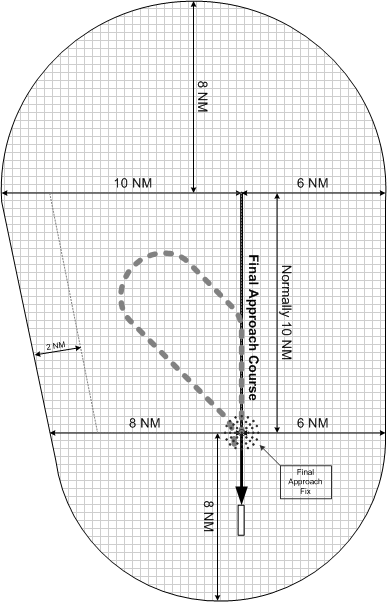 8 NM
10 NM
6 NM
Final Approach Course
Normally 10 NM
2 NM
8 NM
6 NM
Final
Approach
Fix
8 NM